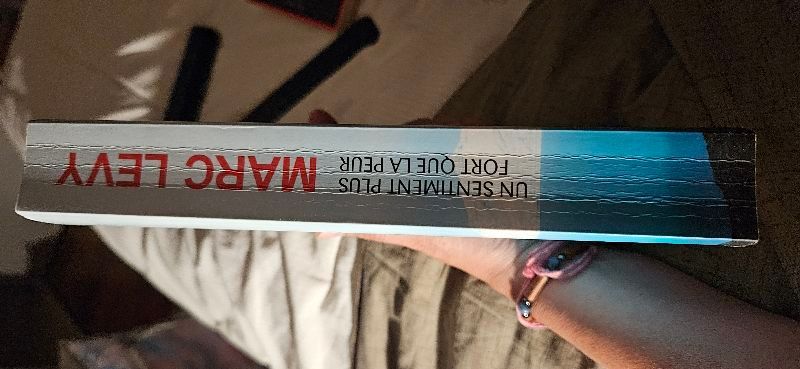 MARC LEVY
UN SENTIMENT PLUS
FORT QUE LA PEUR